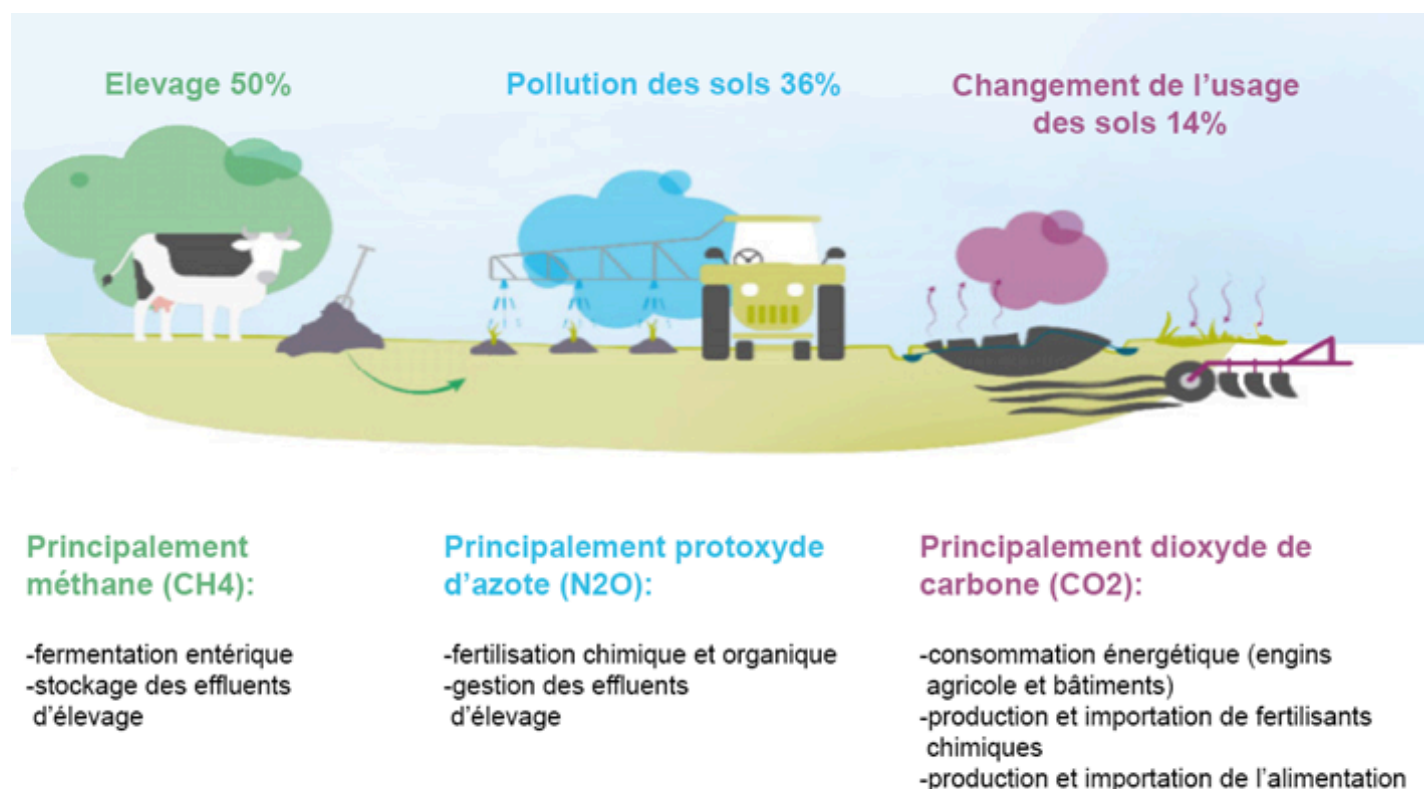 Elevage 50%
Pollution des sols 36%
Changement de l'usage
des sols 14%
Principalement
méthane (CH4):
-fermentation entérique
-stockage des effluents
d'élevage
Principalement protoxyde
d'azote (N2O):
-fertilisation chimique et organique
-gestion des effluents
d'élevage
Principalement dioxyde de
carbone (CO2):
-consommation énergétique (engins
agricole et bâtiments)
-production et importation de fertilisants
chimiques
-production et importation de l'alimentation